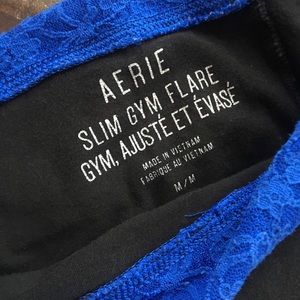 AERIE
SLIM GYM FLARE
GYM, AJUSTÉ ET ÉVASÉ
MADE IN VIETNAM
FABRIQUÉ AU VIETNAM
M/M